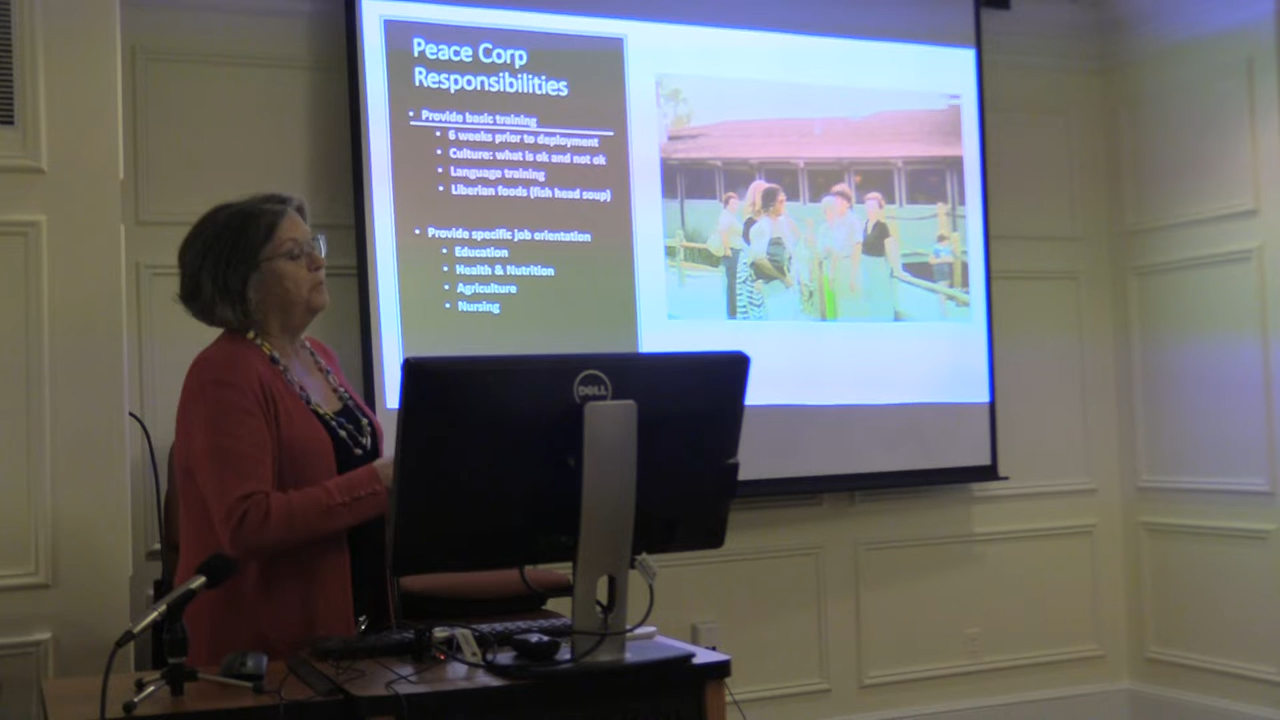 Peace Corp
Responsibilities
• Provide basic training
• 6 weeks prior to deployment
• Culture: what is ok and not ok
• Language training
• Liberian foods (fish head soup)
• Provide specific job orientation
• Education
• Health & Nutrition
• Agriculture
• Nursing
DELL